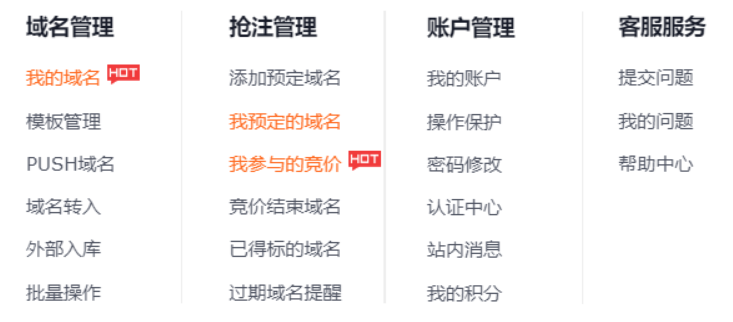 域名管理
我的域名 HOT
模板管理
PUSH域名
域名转入
外部入库
批量操作
抢注管理
添加预定域名
我预定的域名
我参与的竞价 HOT
竞价结束域名
已得标的域名
过期域名提醒
账户管理
我的账户
操作保护
密码修改
认证中心
站内消息
我的积分
客服服务
提交问题
我的问题
帮助中心